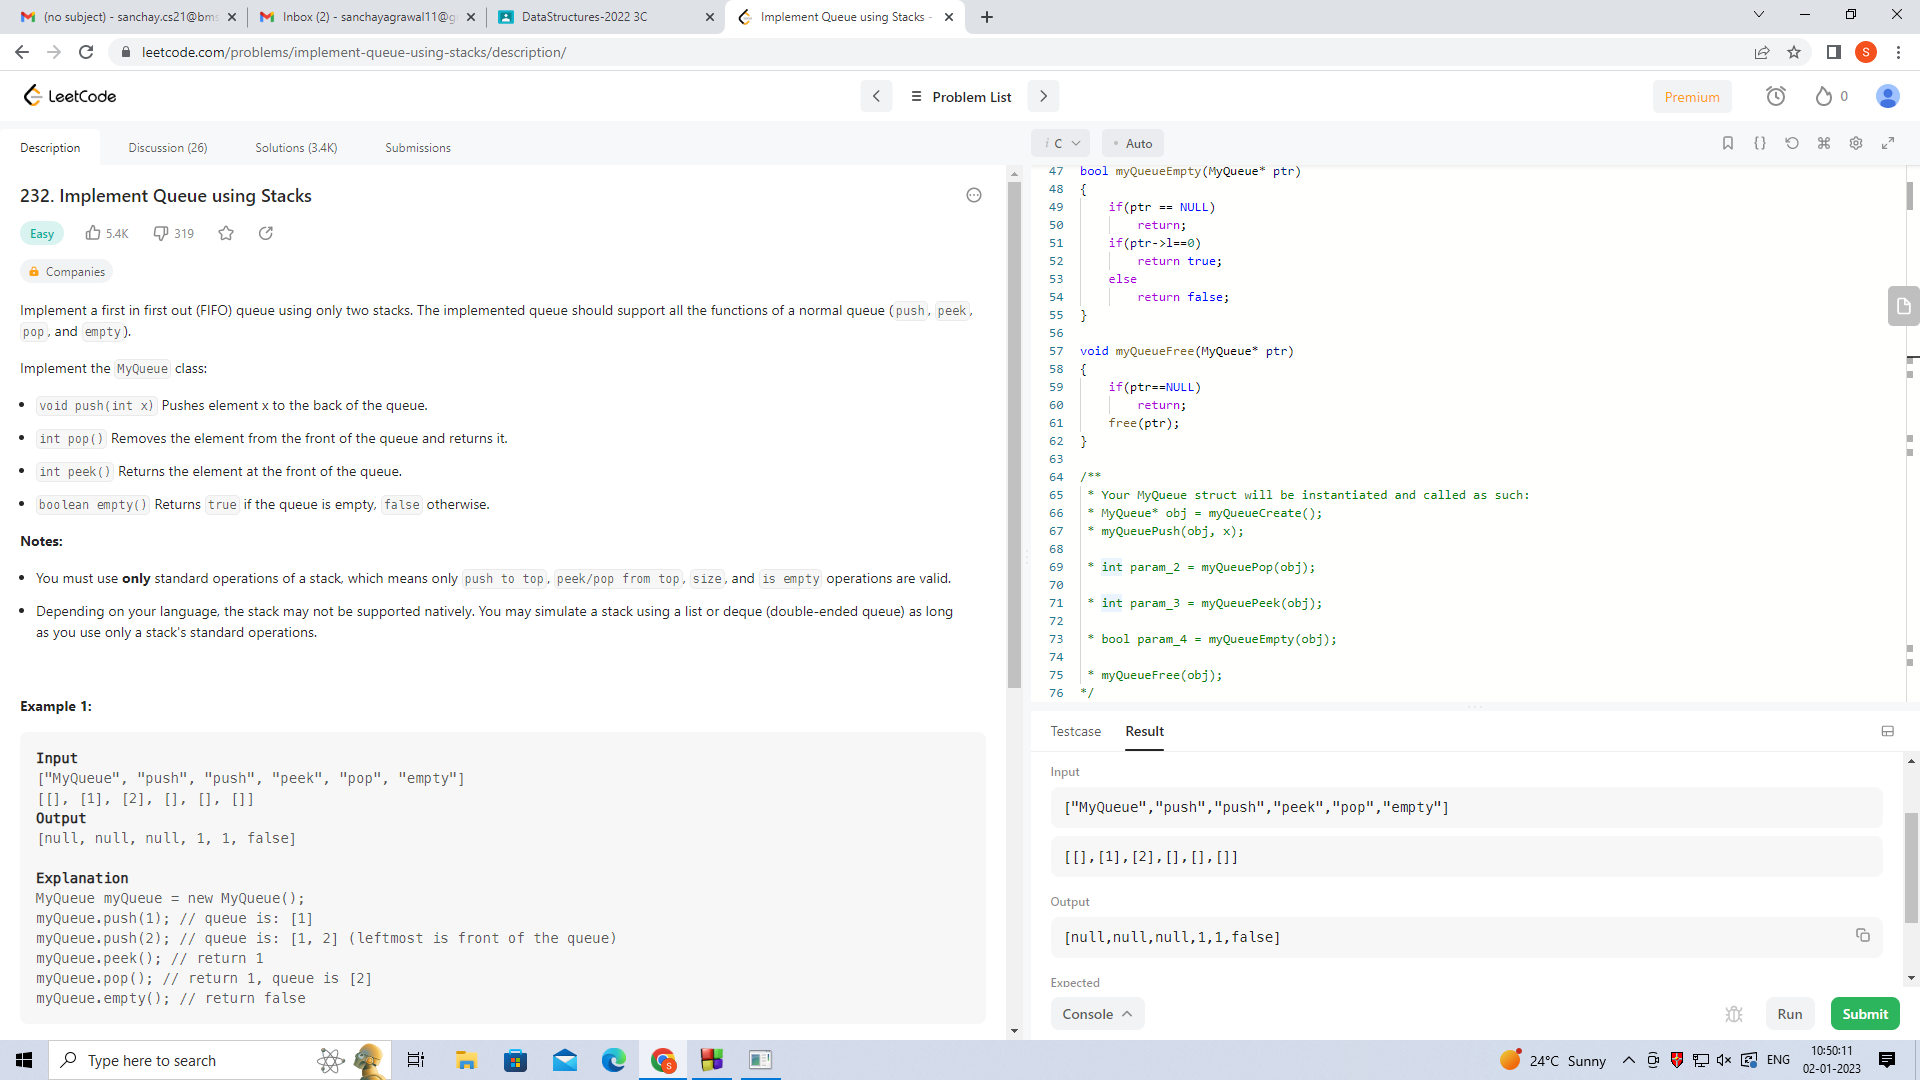 (no subject) - sanchay.cs21@bms
Inbox (2) - sanchayagrawal11@g
DataStructures-2022 3C
Implement Queue using Stacks -
leetcode.com/problems/implement-queue-using-stacks/description/
S
LeetCode
Problem List
Premium
0
Description
Discussion (26)
Solutions (3.4K)
Submissions
232. Implement Queue using Stacks
Easy
5.4K
319
Companies
Implement a first in first out (FIFO) queue using only two stacks. The implemented queue should support all the functions of a normal queue (push, peek,
pop, and empty).
Implement the MyQueue class:
• void push(int x) Pushes element x to the back of the queue.
• int pop() Removes the element from the front of the queue and returns it.
• int peek() Returns the element at the front of the queue.
• boolean empty() Returns true if the queue is empty, false otherwise.
Notes:
• You must use only standard operations of a stack, which means only push to top, peek/pop from top, size, and is empty operations are valid.
• Depending on your language, the stack may not be supported natively. You may simulate a stack using a list or deque (double-ended queue) as long
as you use only a stack's standard operations.
Example 1:
Input
["MyQueue", "push", "push", "peek", "pop", "empty"]
[[], [1], [2], [], [], []]
Output
[null, null, null, 1, 1, false]
Explanation
MyQueue myQueue = new MyQueue();
myQueue.push(1); // queue is: [1]
myQueue.push(2); // queue is: [1, 2] (leftmost is front of the queue)
myQueue.peek(); // return 1
myQueue.pop(); // return 1, queue is [2]
myQueue.empty(); // return false
i C
• Auto
47 bool myQueueEmpty(MyQueue* ptr)
48 {
49 if(ptr == NULL)
50 return;
51 if(ptr->l==0)
52 return true;
53 else
54 return false;
55 }
56
57 void myQueueFree(MyQueue* ptr)
58 {
59 if(ptr==NULL)
60 return;
61 free(ptr);
62 }
63
64 /**
65 * Your MyQueue struct will be instantiated and called as such:
66 * MyQueue* obj = myQueueCreate();
67 * myQueuePush(obj, x);
68
69 * int param_2 = myQueuePop(obj);
70
71 * int param_3 = myQueuePeek(obj);
72
73 * bool param_4 = myQueueEmpty(obj);
74
75 * myQueueFree(obj);
76 */
Testcase
Result
Input
["MyQueue","push","push","peek","pop","empty"]
[[],[1],[2],[],[],[]]
Output
[null,null,null,1,1,false]
Expected
Console
Run
Submit
Type here to search
24°C Sunny
ENG
10:50:11
02-01-2023